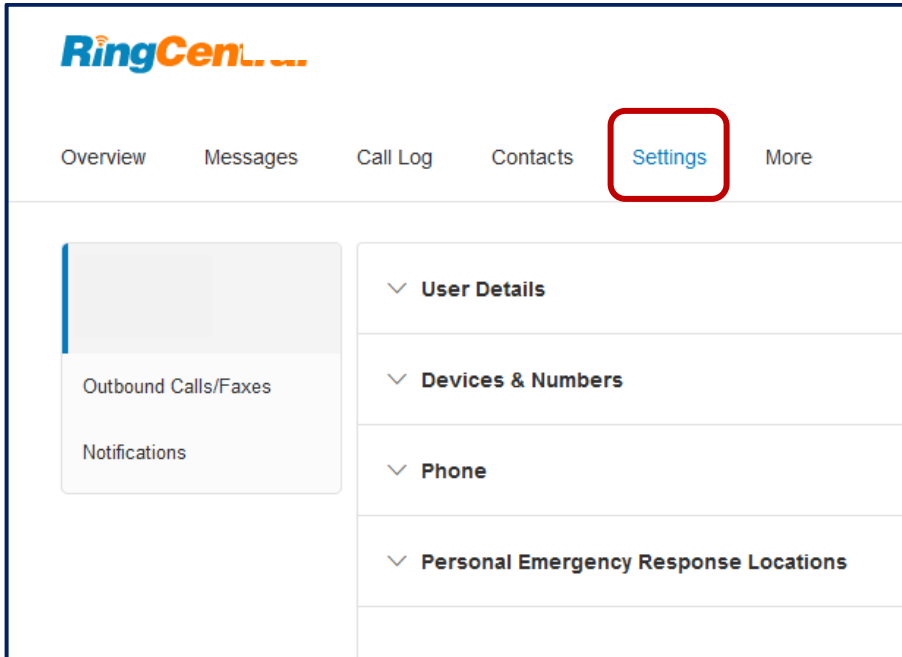 RingCentral
Overview Messages Call Log Contacts Settings More
User Details
Devices & Numbers
Outbound Calls/Faxes
Notifications
Phone
Personal Emergency Response Locations